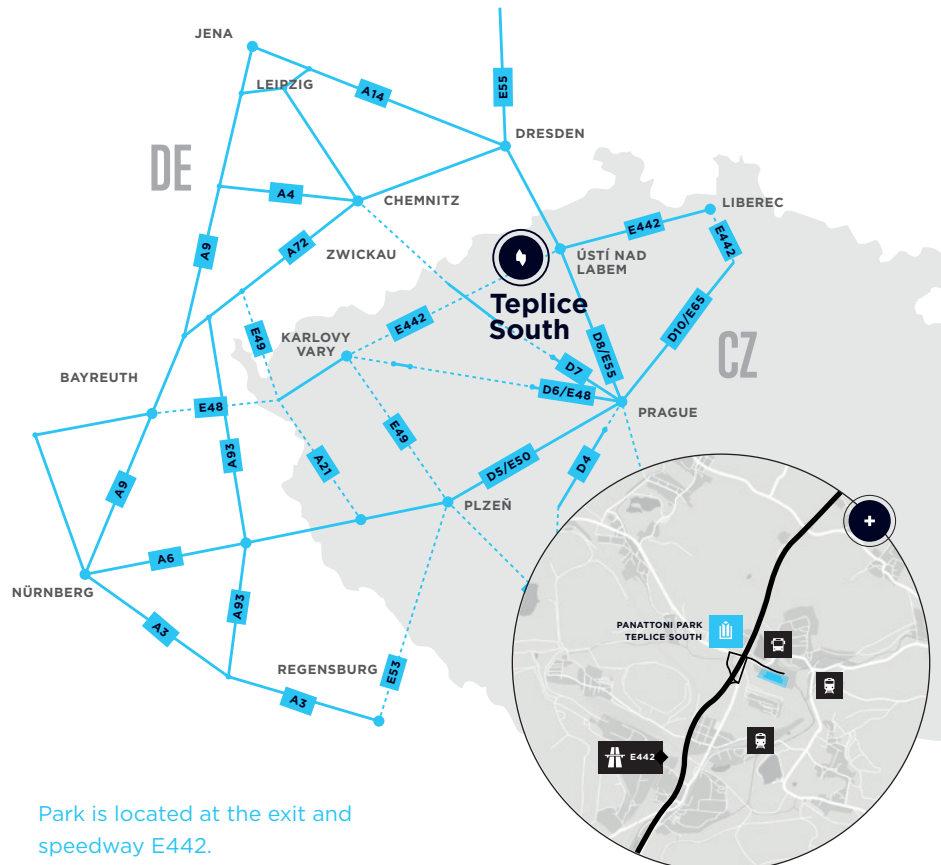 JENA
LEIPZIG
A14
E55
DRESDEN
DE
A4
CHEMNITZ
LIBEREC
E442
E442
A9
A72
ZWICKAU
ÚSTÍ NAD
LABEM
Teplice
South
E49
KARLOVY
VARY
E442
D8/E55
D10/E65
CZ
D7
D6/E48
BAYREUTH
E48
PRAGUE
A93
E49
A21
D5/E50
D4
A9
PLZEŇ
A6
NÜRNBERG
A93
A3
REGENSBURG
E53
A3
PANATTONI PARK
TEPLICE SOUTH
E442
Park is located at the exit and
speedway E442.